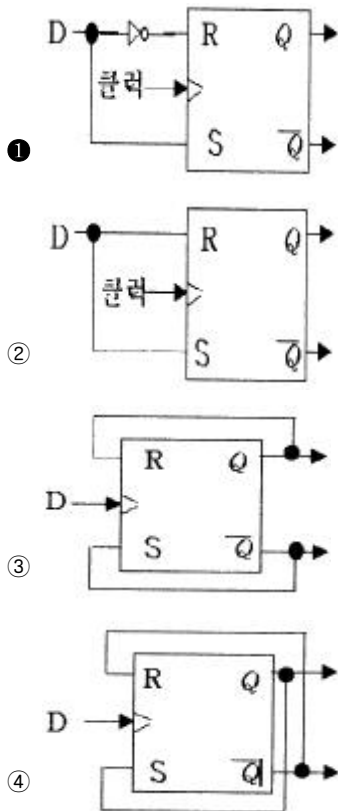 D R Q
클럭
❶ S Q̅
D R Q
클럭
② S Q̅
R Q
D
③ S Q̅
R Q
D
④ S Q̅